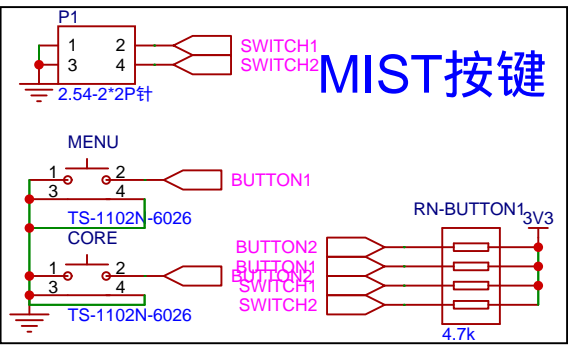 P1
1 2 SWITCH1
3 4 SWITCH2
2.54-2*2P针
MIST按键
MENU
1 2 BUTTON1
3 4
TS-1102N-6026
CORE
1 2 BUTTON2
3 4
TS-1102N-6026
RN-BUTTON1
3V3
BUTTON2
BUTTON1
SWITCH1
SWITCH2
4.7k